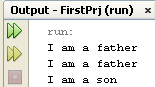 Output - FirstPrj (run)
run:
I am a father
I am a father
I am a son